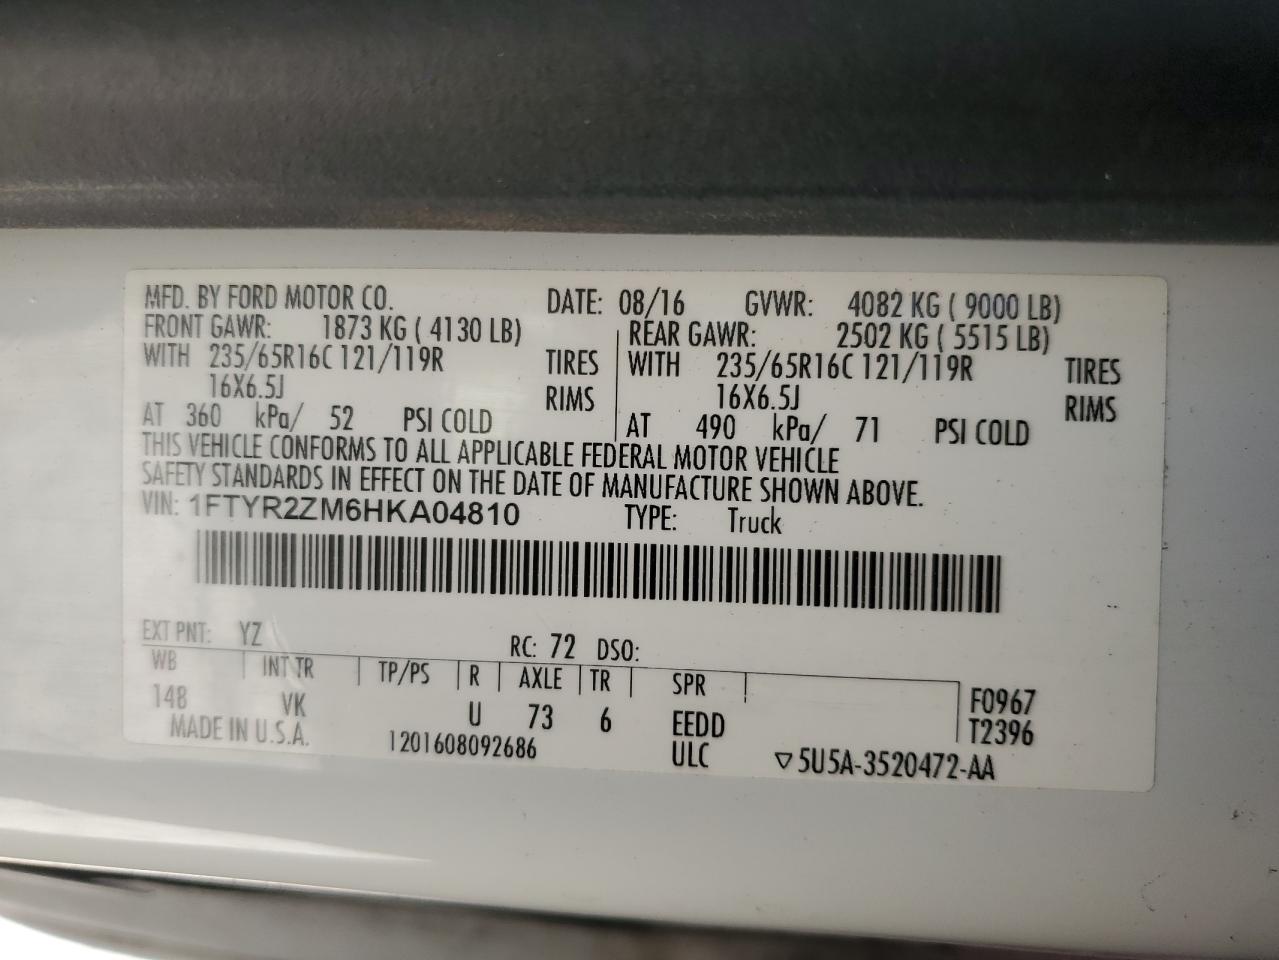 MFD. BY FORD MOTOR CO. DATE: 08/16 GVWR: 4082 KG ( 9000 LB)
FRONT GAWR: 1873 KG ( 4130 LB) REAR GAWR: 2502 KG ( 5515 LB)
WITH 235/65R16C 121/119R TIRES WITH 235/65R16C 121/119R TIRES
16X6.5J RIMS 16X6.5J RIMS
AT 360 kPa/ 52 PSI COLD AT 490 kPa/ 71 PSI COLD
THIS VEHICLE CONFORMS TO ALL APPLICABLE FEDERAL MOTOR VEHICLE
SAFETY STANDARDS IN EFFECT ON THE DATE OF MANUFACTURE SHOWN ABOVE.
VIN: 1FTYR2ZM6HKA04810 TYPE: Truck
EXT PNT: YZ RC: 72 DSO:
WB INT TR TP/PS R AXLE TR SPR
148 VK U 73 6 EEDD F0967
MADE IN U.S.A. 1201608092686 ULC T2396
▽5U5A-3520472-AA